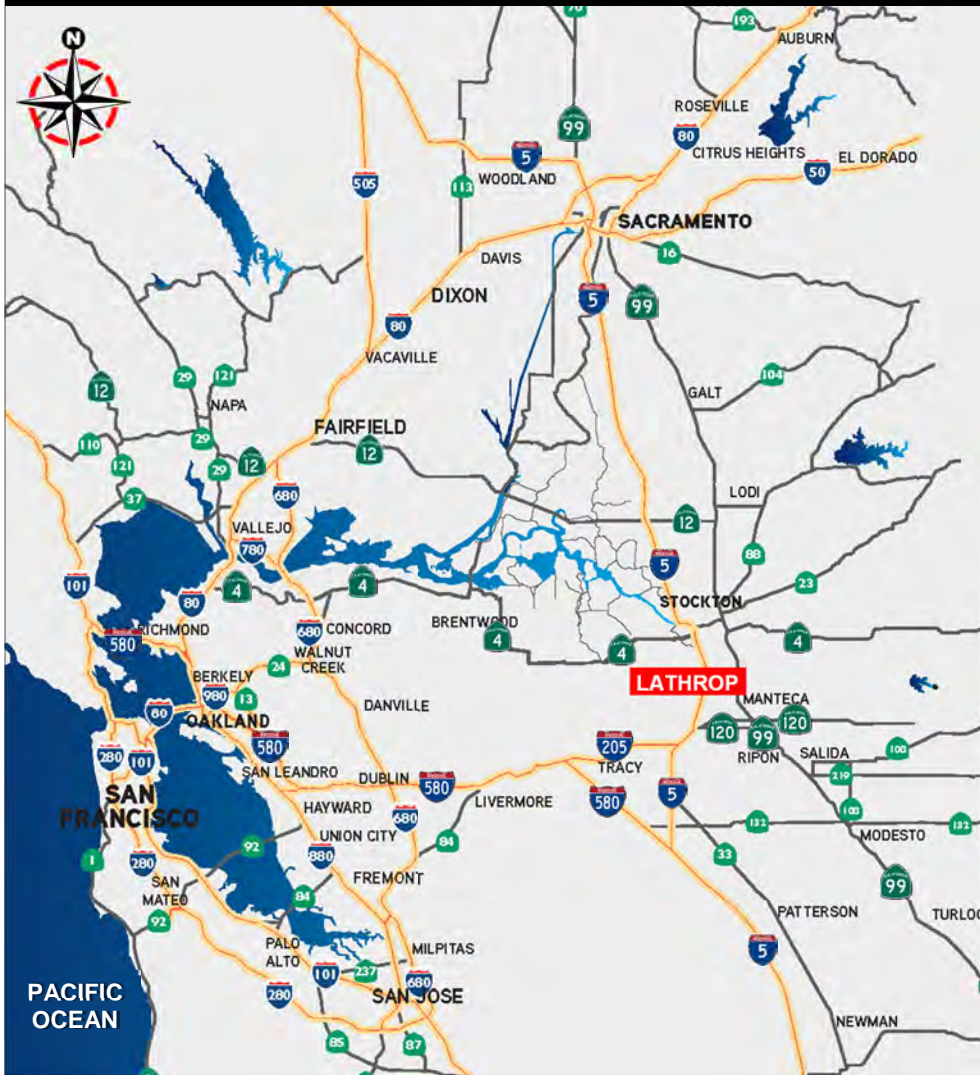 70
193
AUBURN
N
ROSEVILLE
99
80
CITRUS HEIGHTS
5
EL DORADO
WOODLAND
50
505
113
SACRAMENTO
16
DAVIS
DIXON
5
99
80
VACAVILLE
104
29
121
12
GALT
NAPA
FAIRFIELD
110
29
12
121
29
12
LODI
680
37
12
VALLEJO
780
88
5
101
4
4
23
80
STOCKTON
RICHMOND
680
CONCORD
BRENTWOOD
580
4
4
4
WALNUT
CREEK
24
BERKELY
980
13
LATHROP
MANTECA
DANVILLE
80
OAKLAND
120
99
120
580
205
280
101
RIPON
SALIDA
108
SAN LEANDRO
TRACY
DUBLIN
580
219
SAN
FRANCISCO
LIVERMORE
580
5
HAYWARD
680
108
132
132
UNION CITY
84
MODESTO
92
1
280
880
33
FREMONT
SAN
MATEO
99
84
92
PATTERSON
TURLOC
PALO
ALTO
MILPITAS
5
101
237
680
PACIFIC
OCEAN
280
SAN JOSE
NEWMAN
85
87